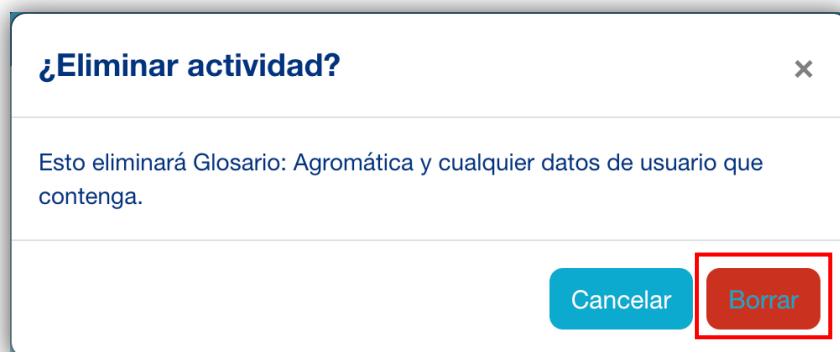 ¿Eliminar actividad?
×
Esto eliminará Glosario: Agromática y cualquier datos de usuario que
contenga.
Cancelar
Borrar